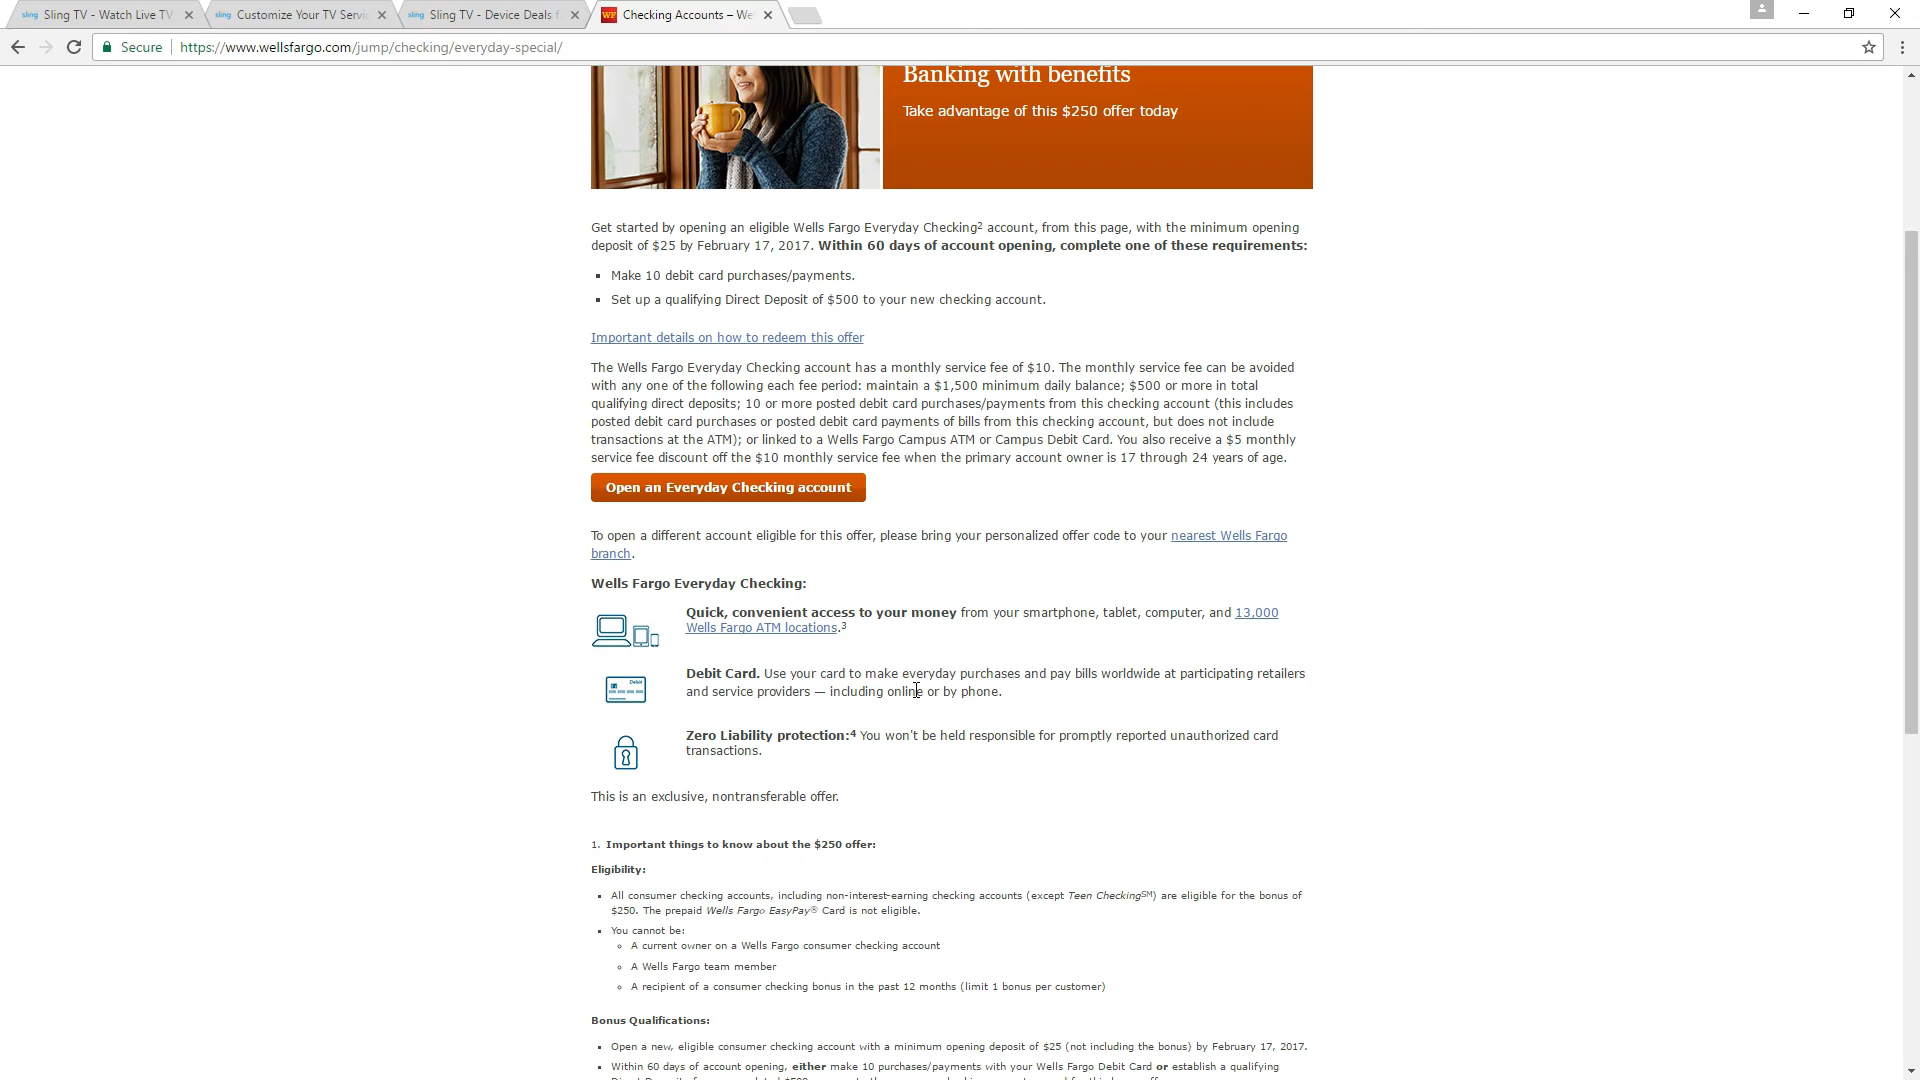 sling Sling TV - Watch Live TV
sling Customize Your TV Servic
sling Sling TV - Device Deals f
WF Checking Accounts – We
Secure https://www.wellsfargo.com/jump/checking/everyday-special/
Banking with benefits
Take advantage of this $250 offer today
Get started by opening an eligible Wells Fargo Everyday Checking2 account, from this page, with the minimum opening
deposit of $25 by February 17, 2017. Within 60 days of account opening, complete one of these requirements:
▪ Make 10 debit card purchases/payments.
▪ Set up a qualifying Direct Deposit of $500 to your new checking account.
Important details on how to redeem this offer
The Wells Fargo Everyday Checking account has a monthly service fee of $10. The monthly service fee can be avoided
with any one of the following each fee period: maintain a $1,500 minimum daily balance; $500 or more in total
qualifying direct deposits; 10 or more posted debit card purchases/payments from this checking account (this includes
posted debit card purchases or posted debit card payments of bills from this checking account, but does not include
transactions at the ATM); or linked to a Wells Fargo Campus ATM or Campus Debit Card. You also receive a $5 monthly
service fee discount off the $10 monthly service fee when the primary account owner is 17 through 24 years of age.
Open an Everyday Checking account
To open a different account eligible for this offer, please bring your personalized offer code to your nearest Wells Fargo
branch.
Wells Fargo Everyday Checking:
Quick, convenient access to your money from your smartphone, tablet, computer, and 13,000
Wells Fargo ATM locations.3
Debit
Debit Card. Use your card to make everyday purchases and pay bills worldwide at participating retailers
and service providers — including online or by phone.
Zero Liability protection:4 You won't be held responsible for promptly reported unauthorized card
transactions.
This is an exclusive, nontransferable offer.
1. Important things to know about the $250 offer:
Eligibility:
▪ All consumer checking accounts, including non-interest-earning checking accounts (except Teen CheckingSM) are eligible for the bonus of
$250. The prepaid Wells Fargo EasyPay® Card is not eligible.
▪ You cannot be:
◦ A current owner on a Wells Fargo consumer checking account
◦ A Wells Fargo team member
◦ A recipient of a consumer checking bonus in the past 12 months (limit 1 bonus per customer)
Bonus Qualifications:
▪ Open a new, eligible consumer checking account with a minimum opening deposit of $25 (not including the bonus) by February 17, 2017.
▪ Within 60 days of account opening, either make 10 purchases/payments with your Wells Fargo Debit Card or establish a qualifying